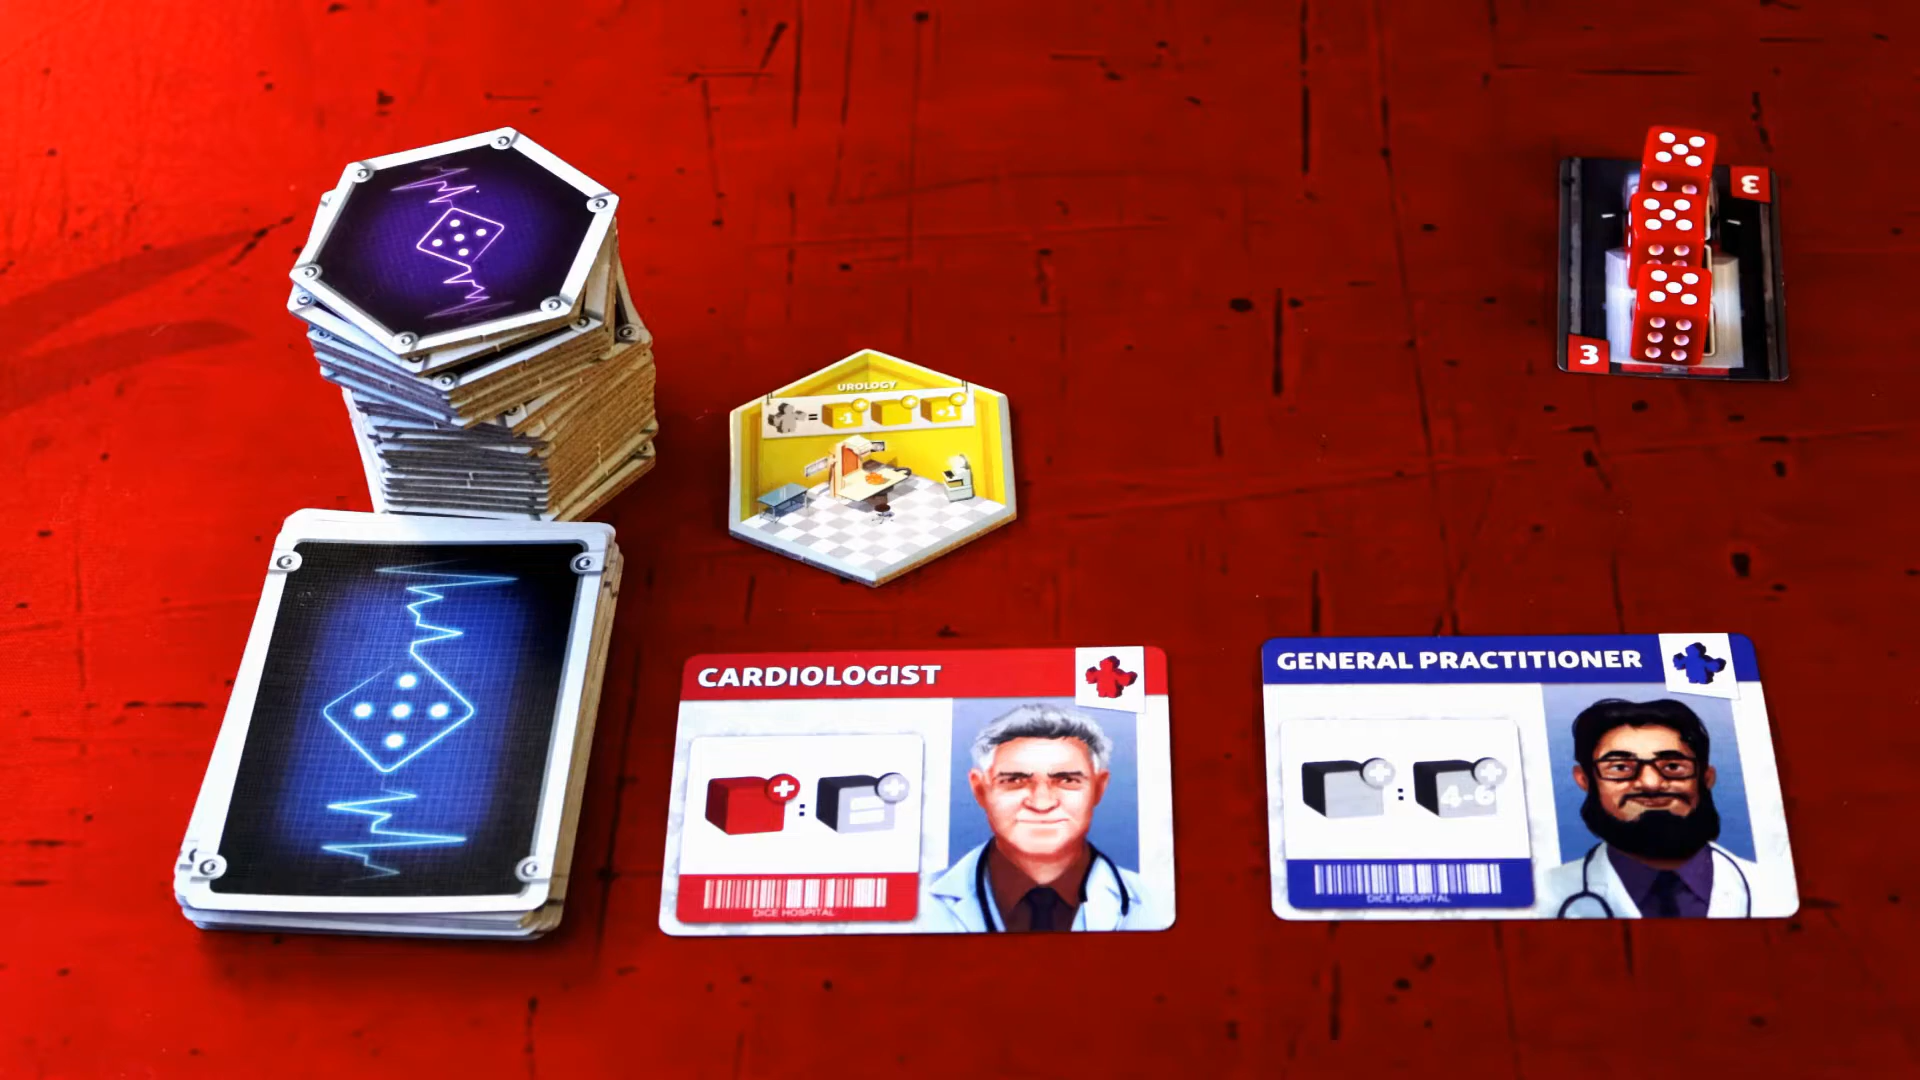 3
3
UROLOGY
= -1 +1
CARDIOLOGIST
:
=
DICE HOSPITAL
GENERAL PRACTITIONER
: 4-6
DICE HOSPITAL